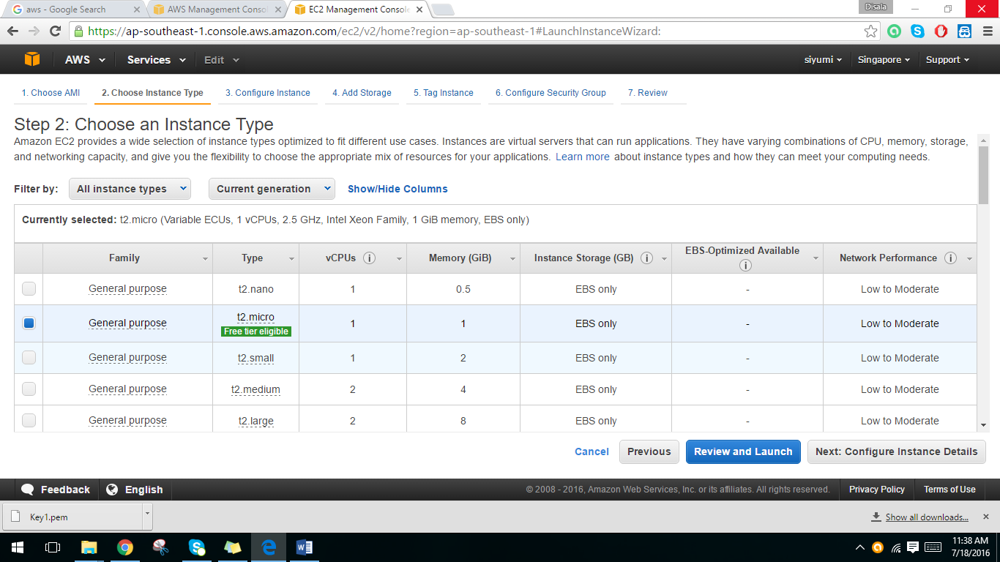 aws - Google Search
AWS Management Consol
EC2 Management Console
Disala
https://ap-southeast-1.console.aws.amazon.com/ec2/v2/home?region=ap-southeast-1#LaunchInstanceWizard:
AWS Services Edit siyumi Singapore Support
1. Choose AMI 2. Choose Instance Type 3. Configure Instance 4. Add Storage 5. Tag Instance 6. Configure Security Group 7. Review
Step 2: Choose an Instance Type
Amazon EC2 provides a wide selection of instance types optimized to fit different use cases. Instances are virtual servers that can run applications. They have varying combinations of CPU, memory, storage,
and networking capacity, and give you the flexibility to choose the appropriate mix of resources for your applications. Learn more about instance types and how they can meet your computing needs.
Filter by: All instance types Current generation Show/Hide Columns
Currently selected: t2.micro (Variable ECUs, 1 vCPUs, 2.5 GHz, Intel Xeon Family, 1 GiB memory, EBS only)
Family Type vCPUs i Memory (GiB) Instance Storage (GB) i EBS-Optimized Available i Network Performance i
General purpose t2.nano 1 0.5 EBS only - Low to Moderate
General purpose t2.micro 1 1 EBS only - Low to Moderate
Free tier eligible
General purpose t2.small 1 2 EBS only - Low to Moderate
General purpose t2.medium 2 4 EBS only - Low to Moderate
General purpose t2.large 2 8 EBS only - Low to Moderate
Cancel Previous Review and Launch Next: Configure Instance Details
Feedback English © 2008 - 2016, Amazon Web Services, Inc. or its affiliates. All rights reserved. Privacy Policy Terms of Use
Key1.pem Show all downloads...
11:38 AM
7/18/2016